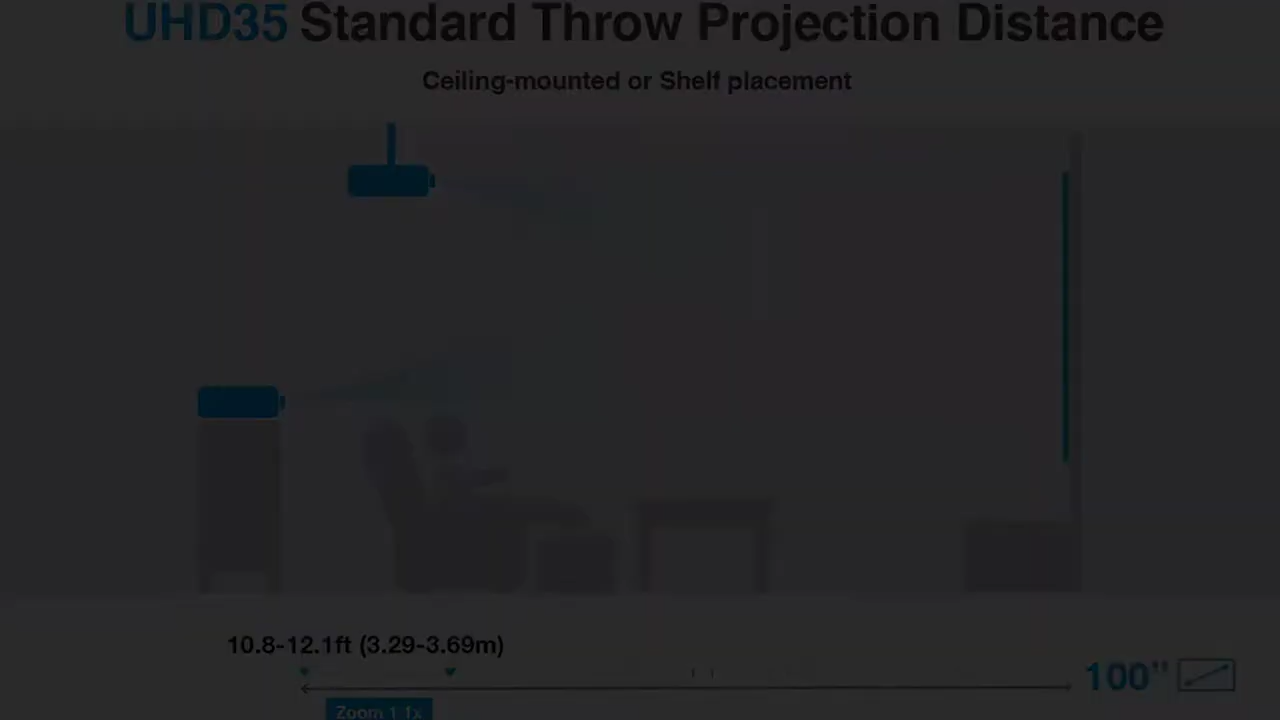 UHD35 Standard Throw Projection Distance
Ceiling-mounted or Shelf placement
10.8-12.1ft (3.29-3.69m)
100"
Zoom 1.1x